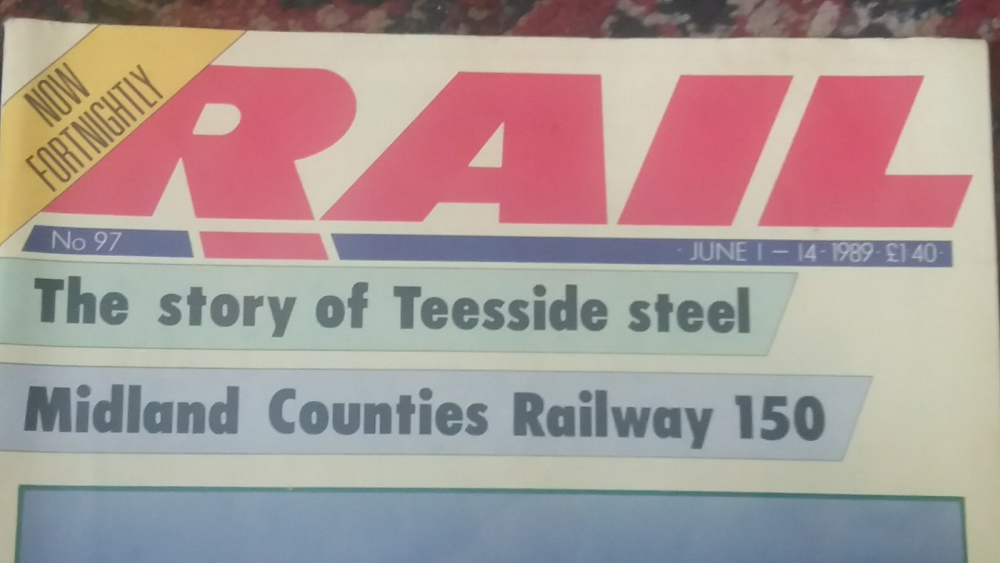 NOW
FORTNIGHTLY
RAIL
No 97
· JUNE 1 – 14 · 1989 · £1·40 ·
The story of Teesside steel
Midland Counties Railway 150